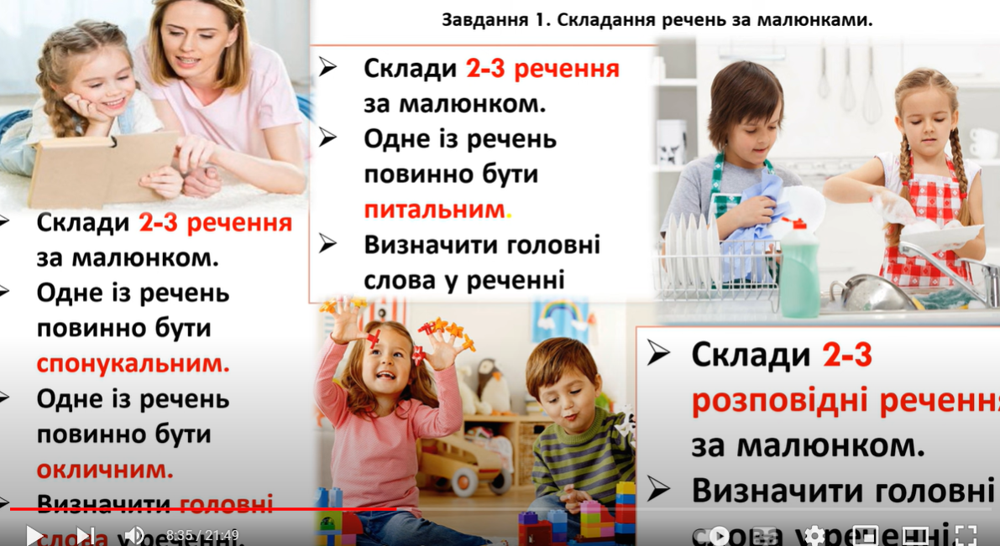 Завдання 1. Складання речень за малюнками.
Склади 2-3 речення
за малюнком.
Одне із речень
повинно бути
питальним.
Визначити головні
слова у реченні
Склади 2-3 речення
за малюнком.
Одне із речень
повинно бути
спонукальним.
Одне із речень
повинно бути
окличним.
Визначити головні
слова у реченні.
Склади 2-3
розповідні речення
за малюнком.
Визначити головні
слова у реченні.
8:35 / 21:49